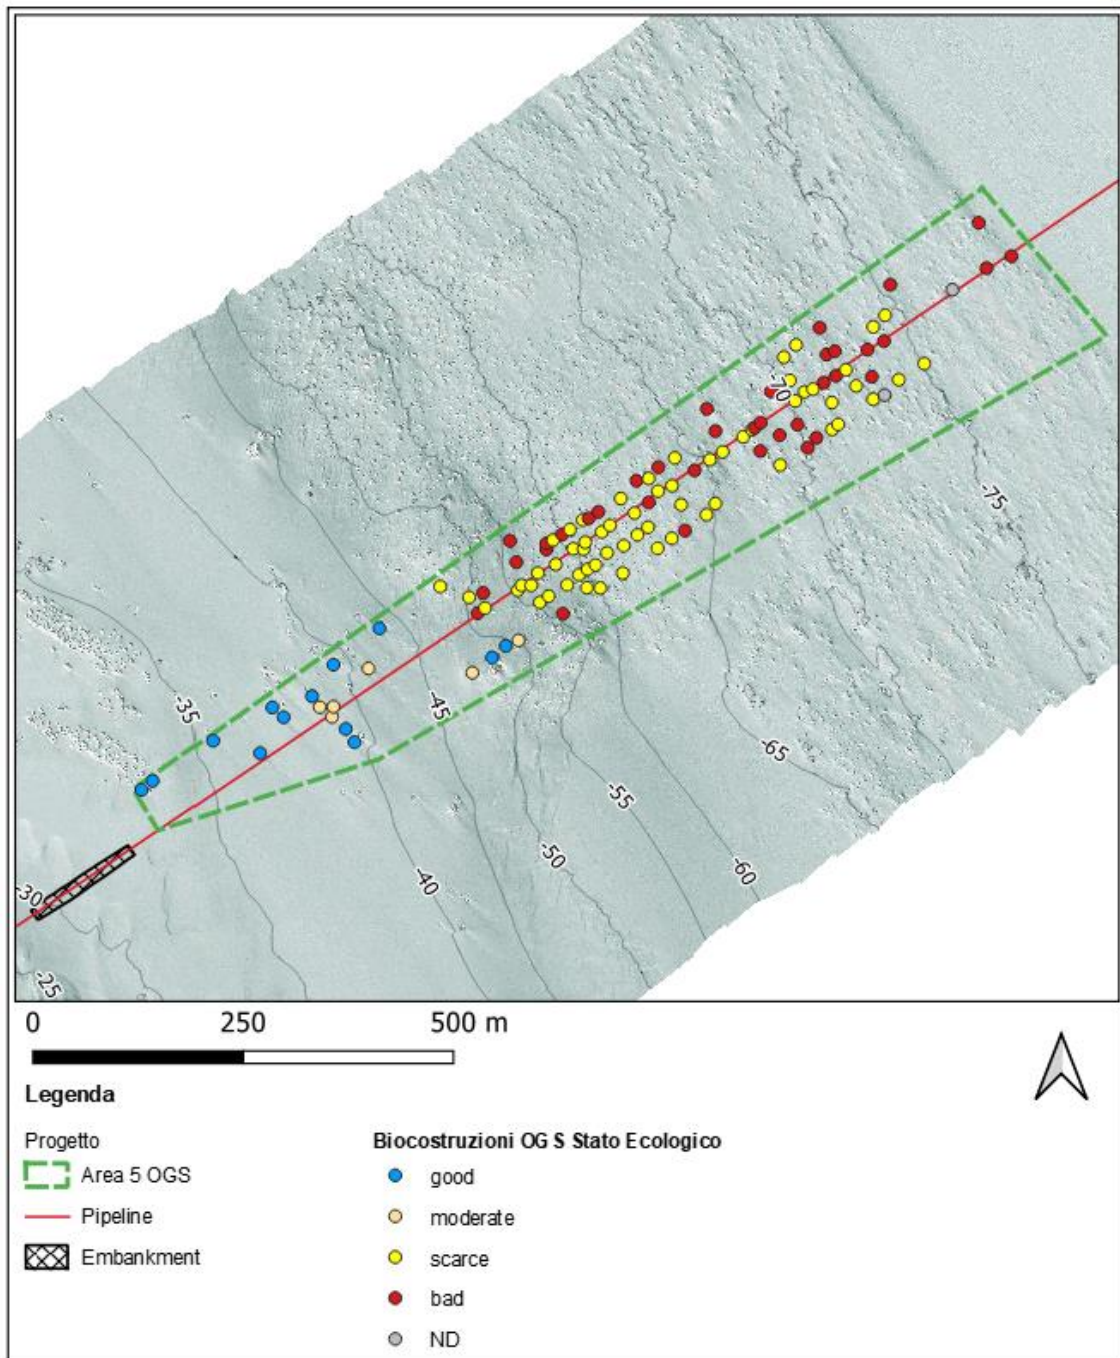 -70
-75
-35
-45
-65
-55
-50
-60
-40
-30
-25
0 250 500 m
Legenda
Progetto
Area 5 OGS
Pipeline
Embankment
Biocostruzioni OGS Stato Ecologico
good
moderate
scarce
bad
ND